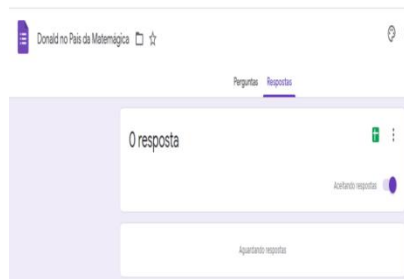 Donald no País da Matemágica
Perguntas Respostas
0 resposta
Aceitando respostas
Aguardando respostas